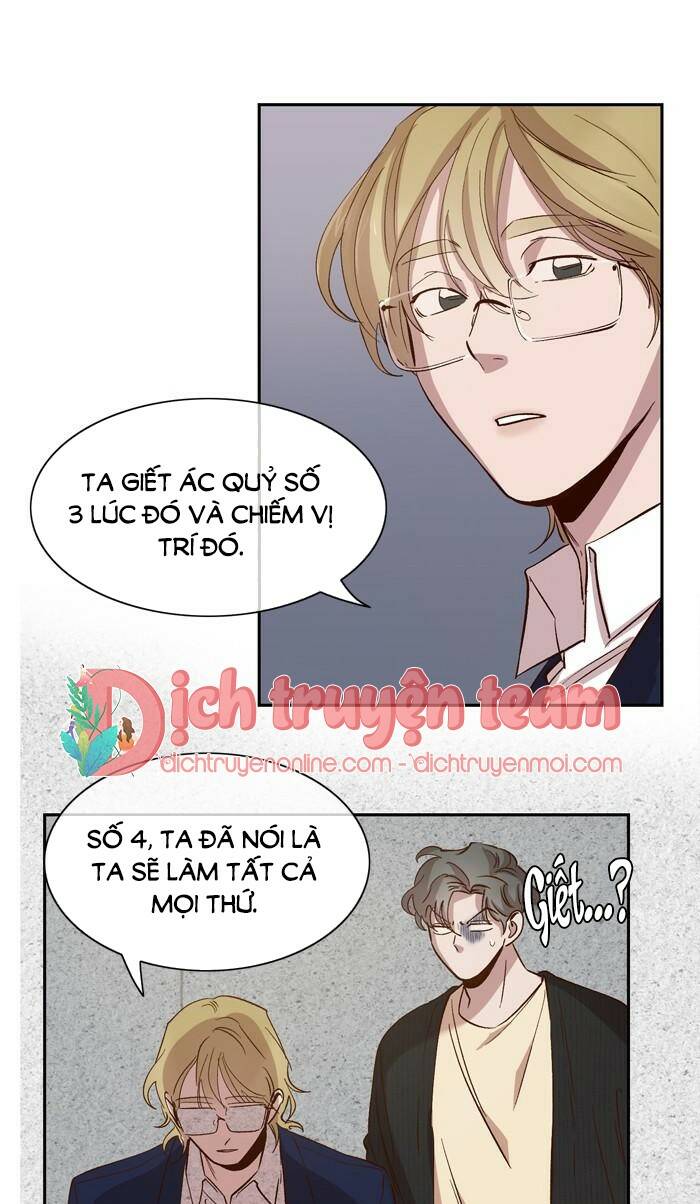 TA GIẾT ÁC QUỶ SỐ
3 LÚC ĐÓ VÀ CHIẾM VỊ
TRÍ ĐÓ.
Dịch truyện team
dichtruyenonline.com - dichtruyenmoi.com
SỐ 4, TA ĐÃ NÓI LÀ
TA SẼ LÀM TẤT CẢ
MỌI THỨ.
Giết...?